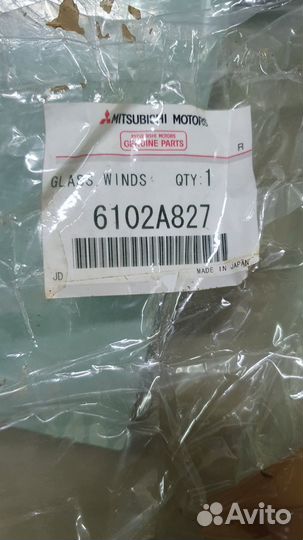 MITSUBISHI MOTORS
MITSUBISHI MOTORS
GENUINE PARTS
R
GLASS, WINDS QTY:1
6102A827
JD
MADE IN JAPAN
Avito